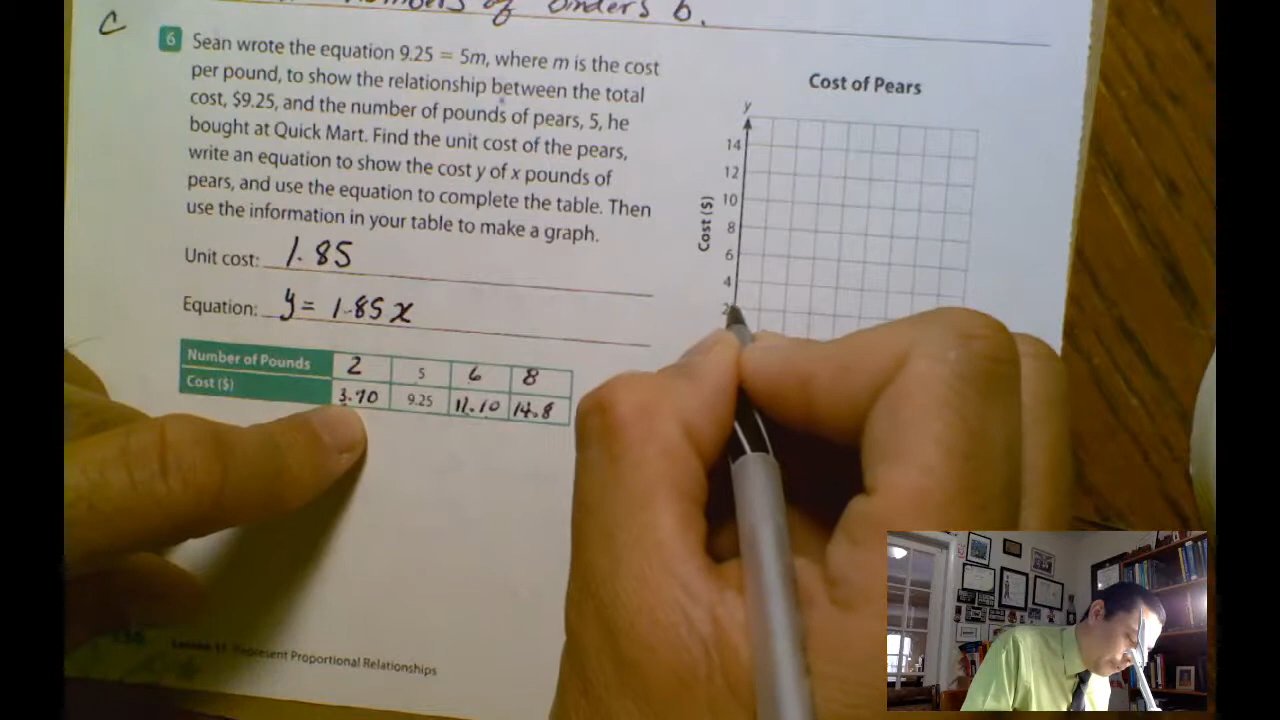 numbers of binders b.
C
6 Sean wrote the equation 9.25 = 5m, where m is the cost
per pound, to show the relationship between the total
cost, $9.25, and the number of pounds of pears, 5, he
bought at Quick Mart. Find the unit cost of the pears,
write an equation to show the cost y of x pounds of
pears, and use the equation to complete the table. Then
use the information in your table to make a graph.
Unit cost: 1.85
Equation: y = 1.85x
Number of Pounds 2 5 6 8
Cost ($) 3.70 9.25 11.10 14.8
Cost of Pears
y
14
12
10
8
6
4
2
Cost ($)
Represent Proportional Relationships